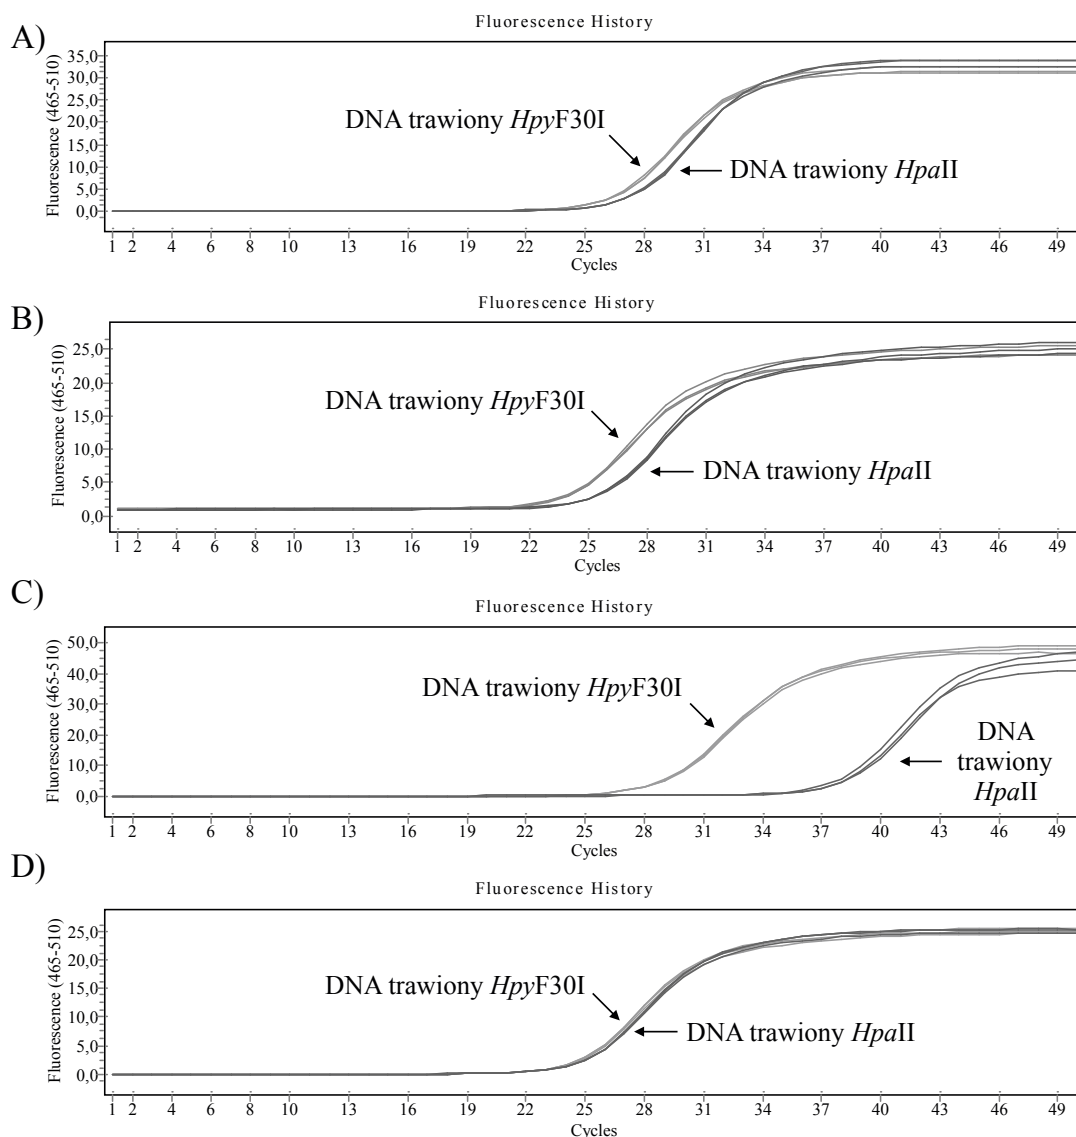 A)
Fluorescence History
Fluorescence (465-510)
35,0
30,0
25,0
20,0
15,0
10,0
5,0
0,0
DNA trawiony HpyF30I
DNA trawiony HpaII
1 2 4 6 8 10 13 16 19 22 25 28 31 34 37 40 43 46 49
Cycles
B)
Fluorescence History
Fluorescence (465-510)
25,0
20,0
15,0
10,0
5,0
0,0
DNA trawiony HpyF30I
DNA trawiony HpaII
1 2 4 6 8 10 13 16 19 22 25 28 31 34 37 40 43 46 49
Cycles
C)
Fluorescence History
Fluorescence (465-510)
50,0
40,0
30,0
20,0
10,0
0,0
DNA trawiony HpyF30I
DNA
trawiony
HpaII
1 2 4 6 8 10 13 16 19 22 25 28 31 34 37 40 43 46 49
Cycles
D)
Fluorescence History
Fluorescence (465-510)
25,0
20,0
15,0
10,0
5,0
0,0
DNA trawiony HpyF30I
DNA trawiony HpaII
1 2 4 6 8 10 13 16 19 22 25 28 31 34 37 40 43 46 49
Cycles